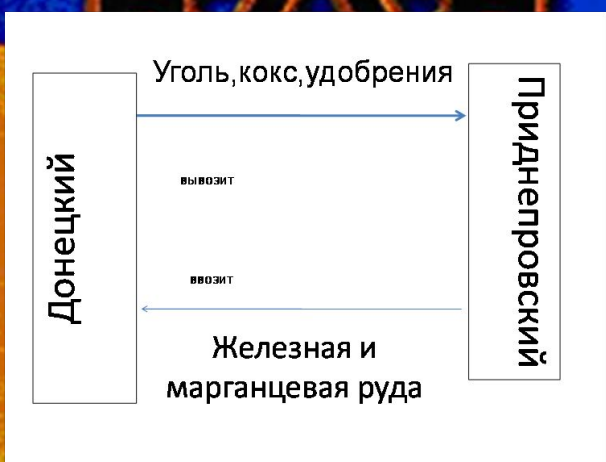 Уголь,кокс,удобрения
Донецкий
Приднепровский
вывозит
ввозит
Железная и
марганцевая руда